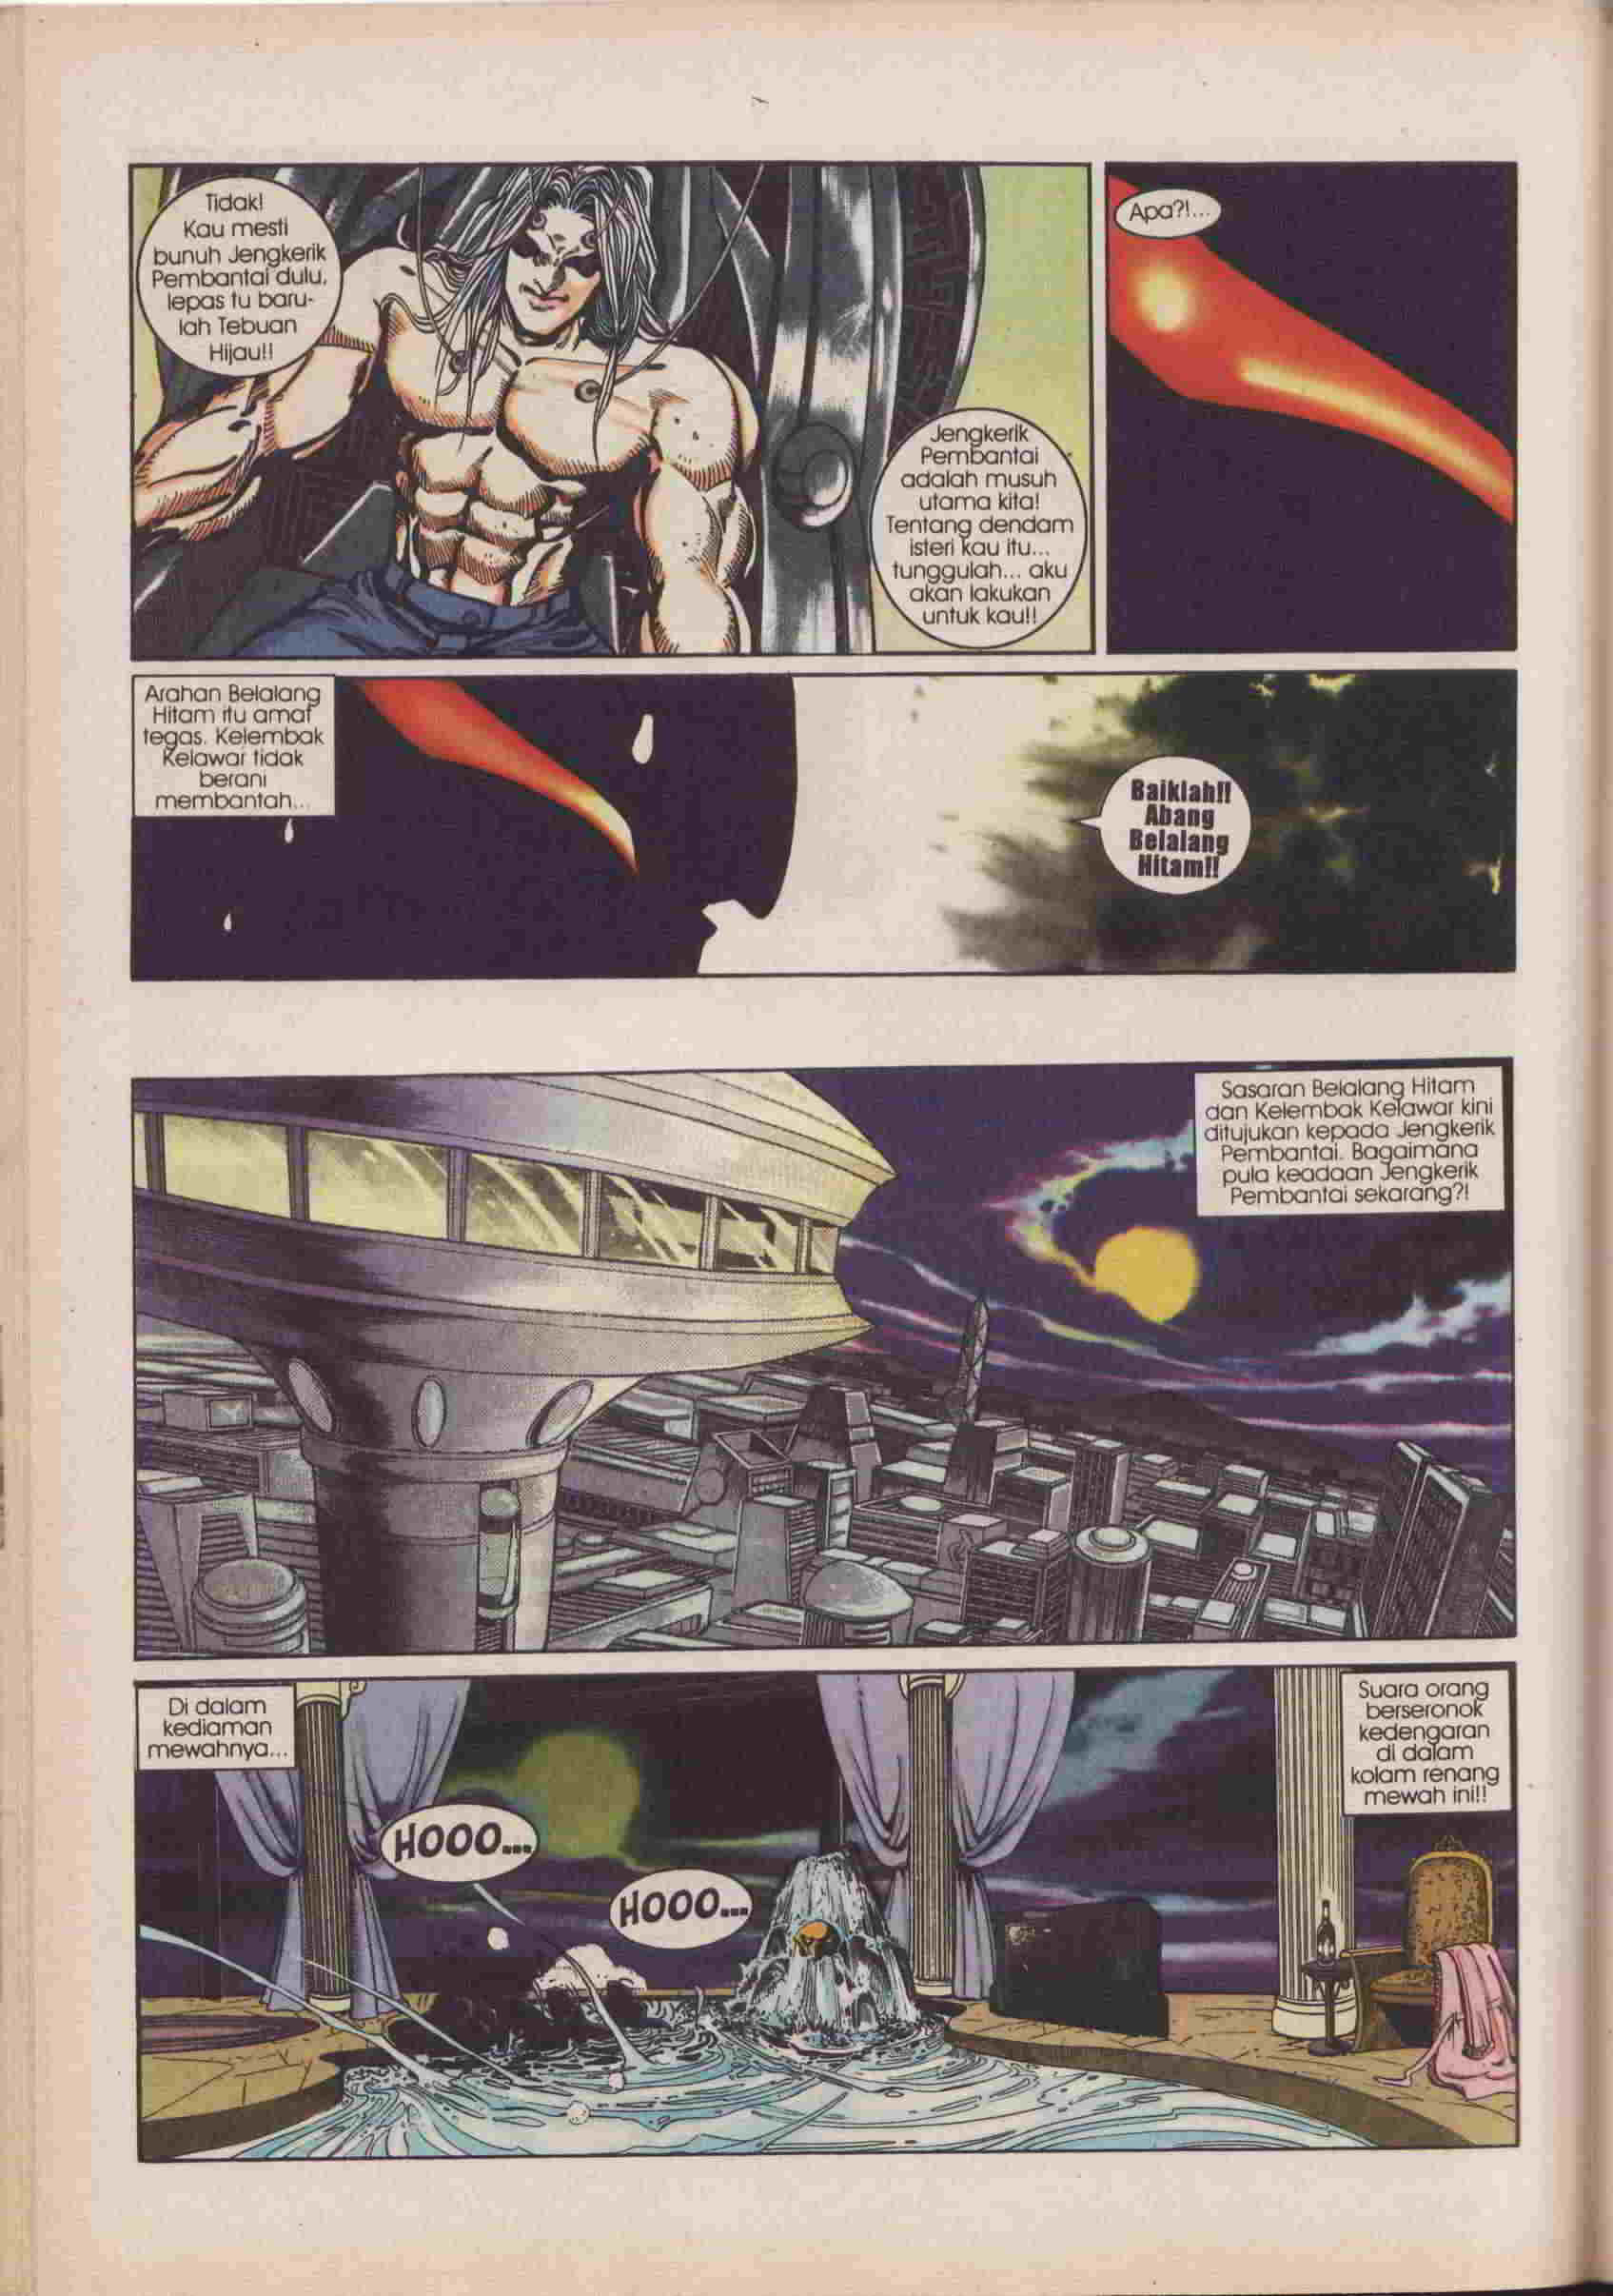 Tidak!
Kau mesti
bunuh Jengkerik
Pembantai dulu,
lepas tu baru-
lah Tebuan
Hijau!!
Jengkerik
Pembantai
adalah musuh
utama kita!
Tentang dendam
isteri kau itu...
tunggulah... aku
akan lakukan
untuk kau!!
Apa?!...
Arahan Belalang
Hitam itu amat
tegas. Kelembak
Kelawar tidak
berani
membantah...
Baiklah!!
Abang
Belalang
Hitam!!
Sasaran Belalang Hitam
dan Kelembak Kelawar kini
ditujukan kepada Jengkerik
Pembantai. Bagaimana
pula keadaan Jengkerik
Pembantai sekarang?!
Di dalam
kediaman
mewahnya...
HOOO...
HOOO...
Suara orang
berseronok
kedengaran
di dalam
kolam renang
mewah ini!!